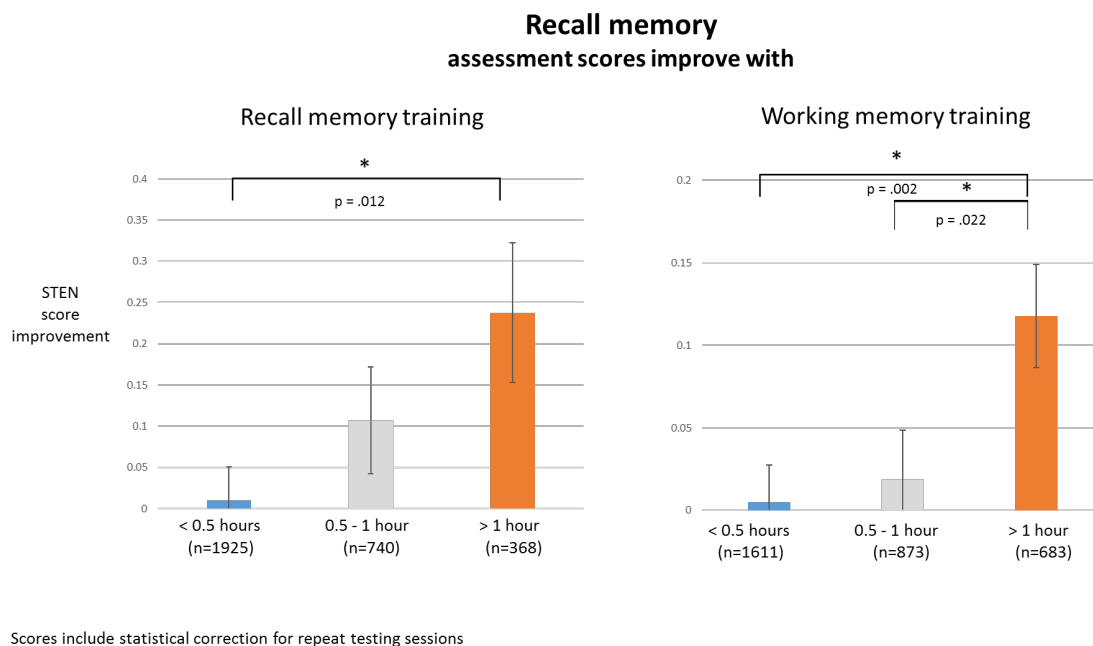 Recall memory
assessment scores improve with
Recall memory training
*
0.4
p = .012
0.35
0.3
0.25
0.2
0.15
0.1
0.05
0
STEN
score
improvement
< 0.5 hours
(n=1925)
0.5 - 1 hour
(n=740)
> 1 hour
(n=368)
Working memory training
*
0.2
p = .002
*
p = .022
0.15
0.1
0.05
0
< 0.5 hours
(n=1611)
0.5 - 1 hour
(n=873)
> 1 hour
(n=683)
Scores include statistical correction for repeat testing sessions